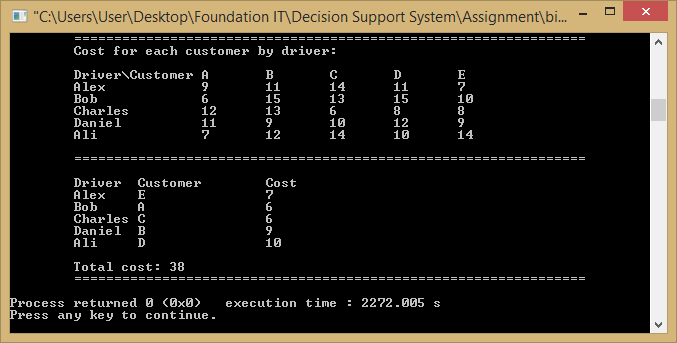 "C:\Users\User\Desktop\Foundation IT\Decision Support System\Assignment\bi...
================================================================
Cost for each customer by driver:
Driver\Customer A B C D E
Alex 9 11 14 11 7
Bob 6 15 13 15 10
Charles 12 13 6 8 8
Daniel 11 9 10 12 9
Ali 7 12 14 10 14
================================================================
Driver Customer Cost
Alex E 7
Bob A 6
Charles C 6
Daniel B 9
Ali D 10
Total cost: 38
================================================================
Process returned 0 (0x0) execution time : 2272.005 s
Press any key to continue.